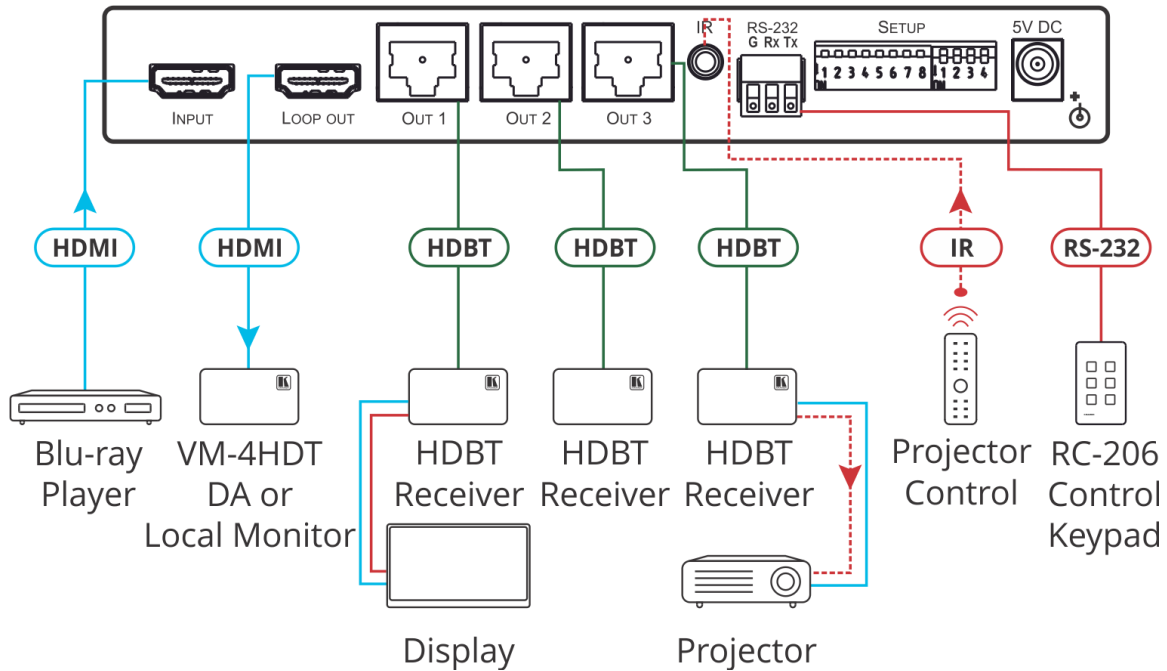 IR
RS-232
G Rx Tx
SETUP
5V DC
1 2 3 4 5 6 7 8
1 2 3 4
INPUT
LOOP OUT
OUT 1
OUT 2
OUT 3
HDMI
HDMI
HDBT
HDBT
HDBT
IR
RS-232
Blu-ray
Player
VM-4HDT
DA or
Local Monitor
HDBT
Receiver
HDBT
Receiver
HDBT
Receiver
Projector
Control
RC-206
Control
Keypad
Display
Projector